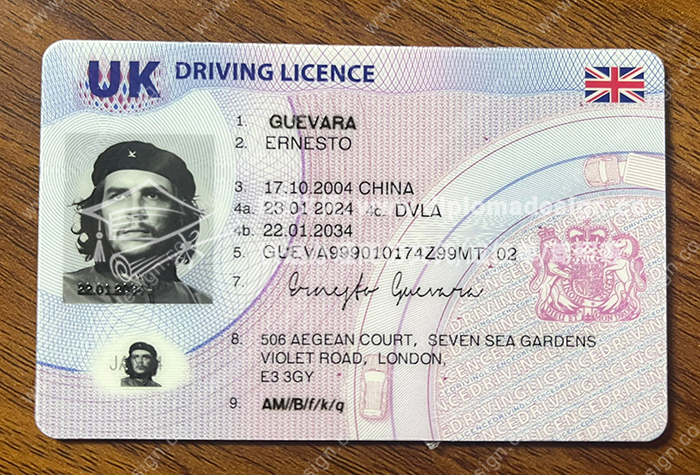 UK DRIVING LICENCE
1. GUEVARA
2. ERNESTO
3. 17.10.2004 CHINA
4a. 23 01 2024 4c. DVLA
4b. 22.01.2034
5. GUEVA999010174Z99MT 02
7. Ernesto Guevara
8. 506 AEGEAN COURT, SEVEN SEA GARDENS
VIOLET ROAD, LONDON,
E3 3GY
9. AM//B/f/k/q